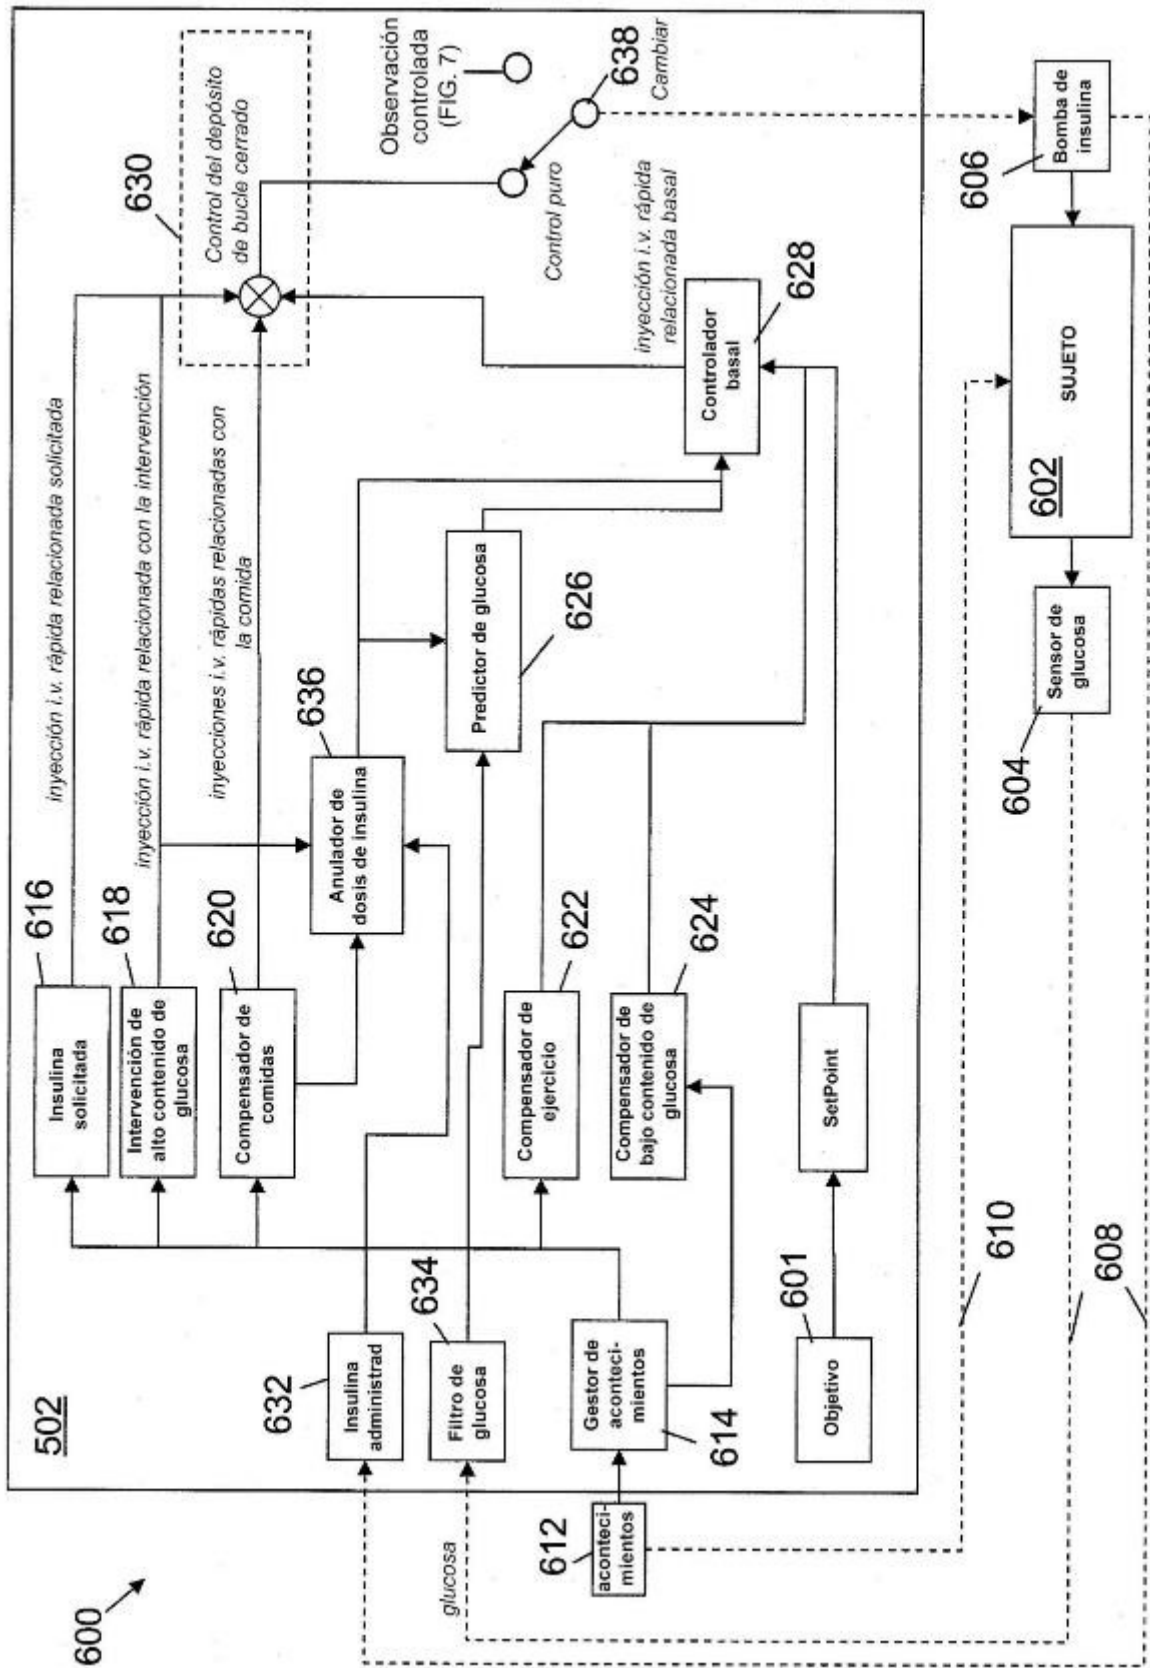 600
502
630
Control del depósito
de bucle cerrado
Observación
controlada
(FIG. 7)
638
Cambiar
Control puro
inyección i.v. rápida relacionada solicitada
inyección i.v. rápida relacionada con la intervención
inyecciones i.v. rápidas relacionadas con
la comida
inyección i.v. rápida
relacionada basal
616
Insulina
solicitada
618
Intervención de
alto contenido de
glucosa
620
Compensador de
comidas
636
Anulador de
dosis de insulina
Predictor de glucosa
626
Controlador
basal
628
632
Insulina
administrad
634
Filtro de
glucosa
Compensador de
ejercicio
622
Compensador de
bajo contenido de
glucosa
624
glucosa
612
aconteci-
mientos
Gestor de
aconteci-
mientos
614
601
Objetivo
SetPoint
606
Bomba de
insulina
SUJETO
602
604
Sensor de
glucosa
610
608